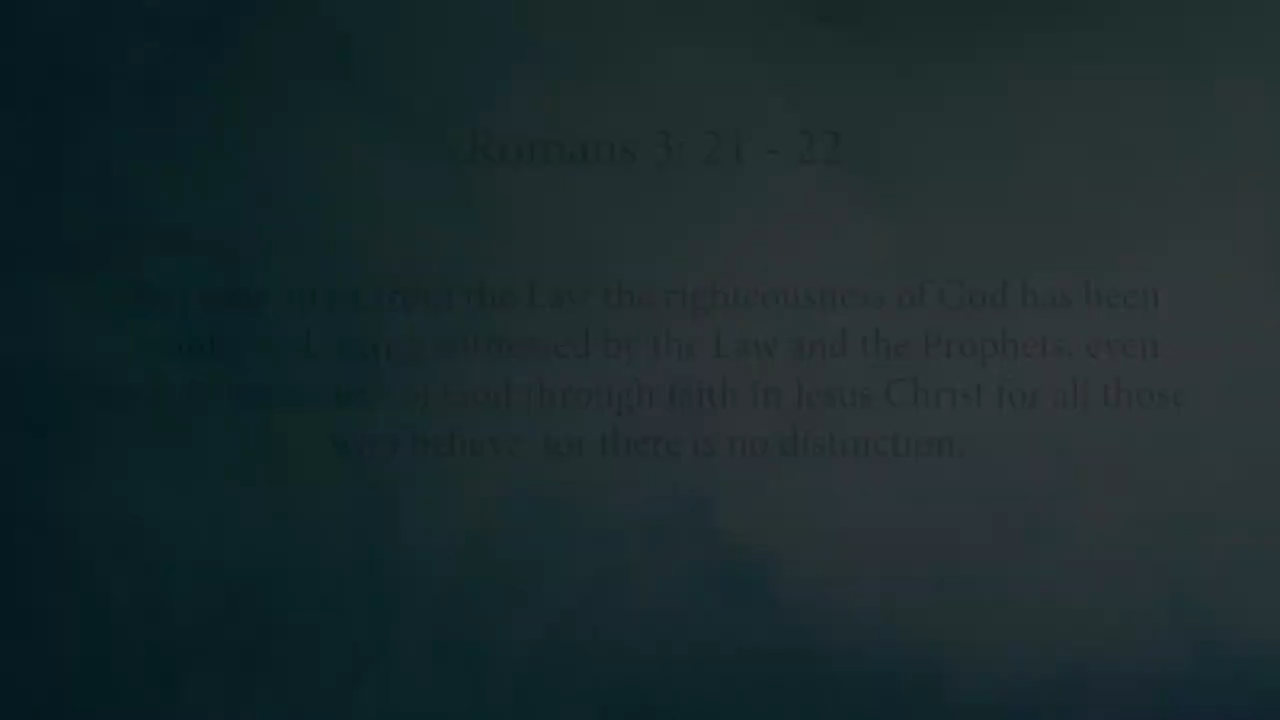 Romans 3: 21 - 22
apart from the Law the righteousness of God has been
witnessed by the Law and the Prophets, even
of God through faith in Jesus Christ for all those
who believe for there is no distinction.